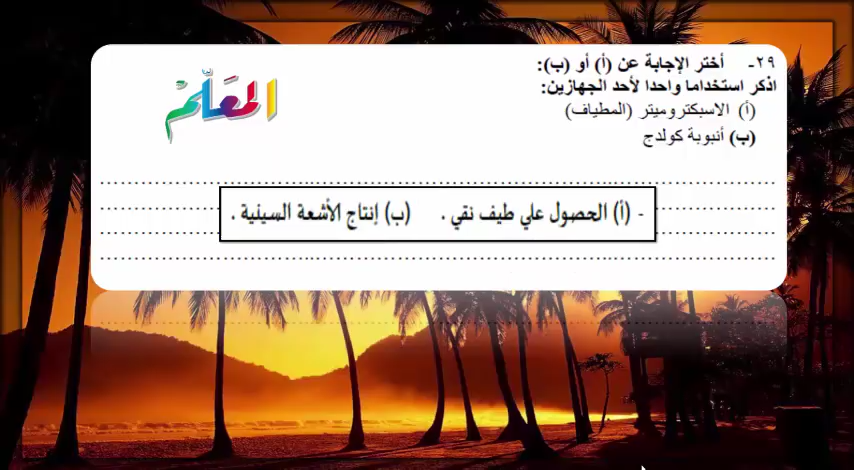 ٢٩- أختر الإجابة عن (أ) أو (ب):
اذكر استخداما واحدا لأحد الجهازين:
(أ) الاسبكتروميتر (المطياف)
(ب) أنبوبة كولدج
المعَلِّمْ
- (أ) الحصول علي طيف نقي . (ب) إنتاج الأشعة السينية .